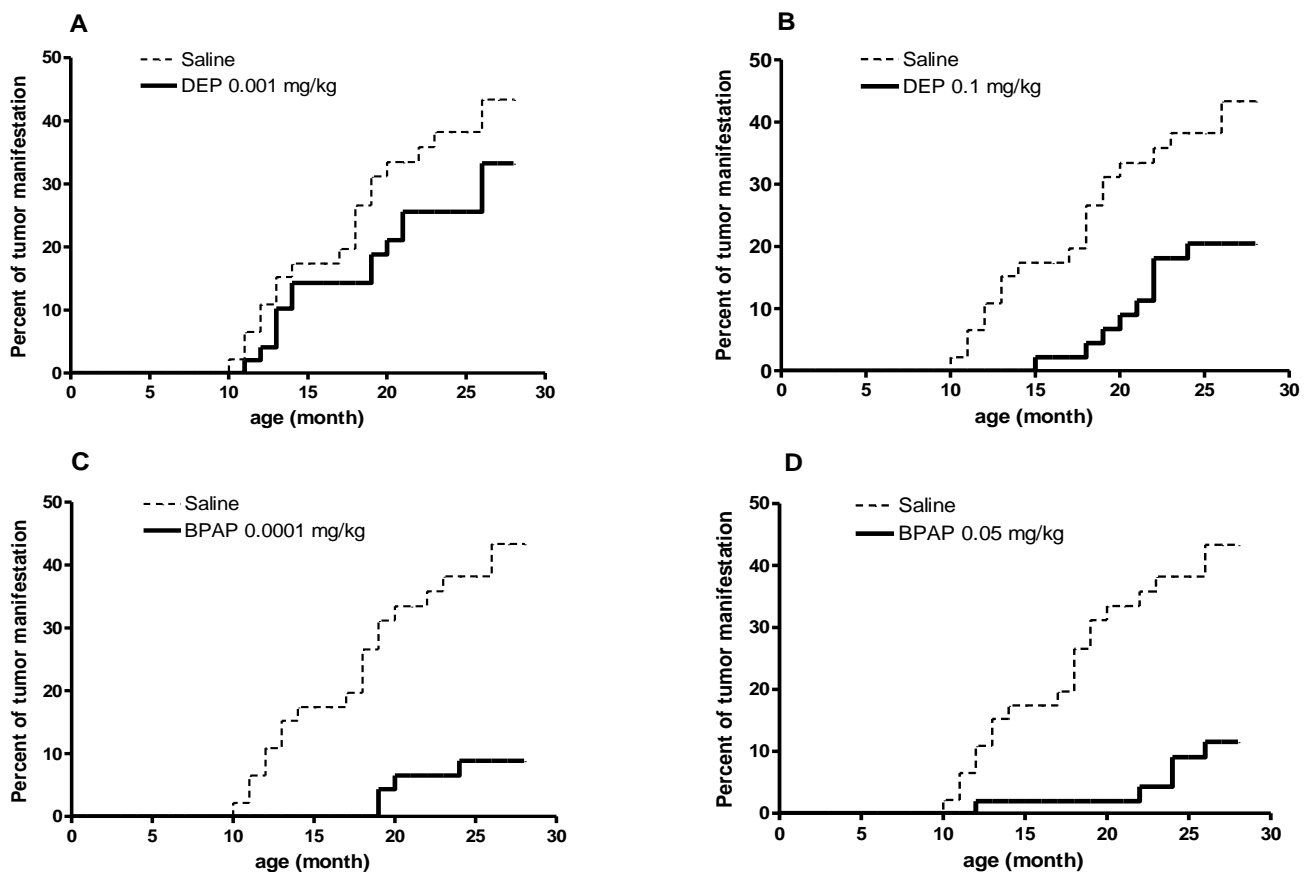 A
Saline
DEP 0.001 mg/kg
Percent of tumor manifestation
50
40
30
20
10
0
0 5 10 15 20 25 30
age (month)
B
Saline
DEP 0.1 mg/kg
Percent of tumor manifestation
50
40
30
20
10
0
0 5 10 15 20 25 30
age (month)
C
Saline
BPAP 0.0001 mg/kg
Percent of tumor manifestation
50
40
30
20
10
0
0 5 10 15 20 25 30
age (month)
D
Saline
BPAP 0.05 mg/kg
Percent of tumor manifestation
50
40
30
20
10
0
0 5 10 15 20 25 30
age (month)